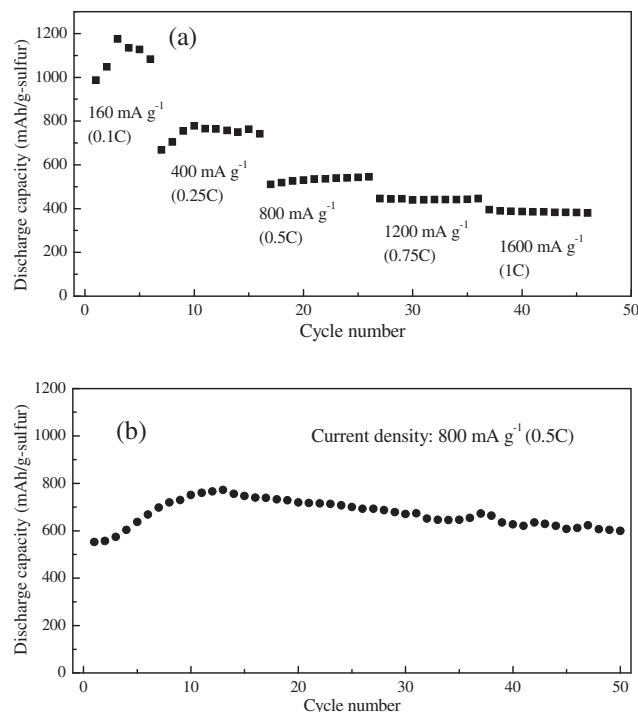 (a)
1200
1000
800
600
400
200
0
Discharge capacity (mAh/g-sulfur)
160 mA g⁻¹
(0.1C)
400 mA g⁻¹
(0.25C)
800 mA g⁻¹
(0.5C)
1200 mA g⁻¹
(0.75C)
1600 mA g⁻¹
(1C)
0 10 20 30 40 50
Cycle number
(b)
Current density: 800 mA g⁻¹ (0.5C)
1200
1000
800
600
400
200
0
Discharge capacity (mAh/g-sulfur)
0 10 20 30 40 50
Cycle number